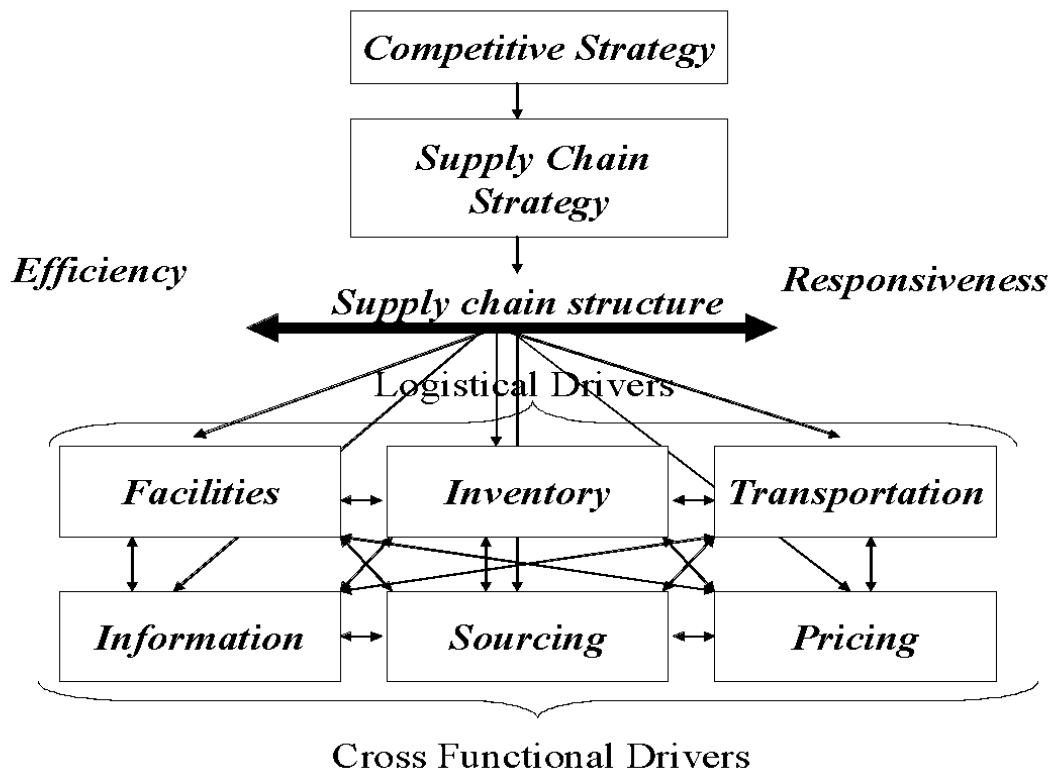 Competitive Strategy
Supply Chain
Strategy
Efficiency
Responsiveness
Supply chain structure
Logistical Drivers
Facilities
Inventory
Transportation
Information
Sourcing
Pricing
Cross Functional Drivers